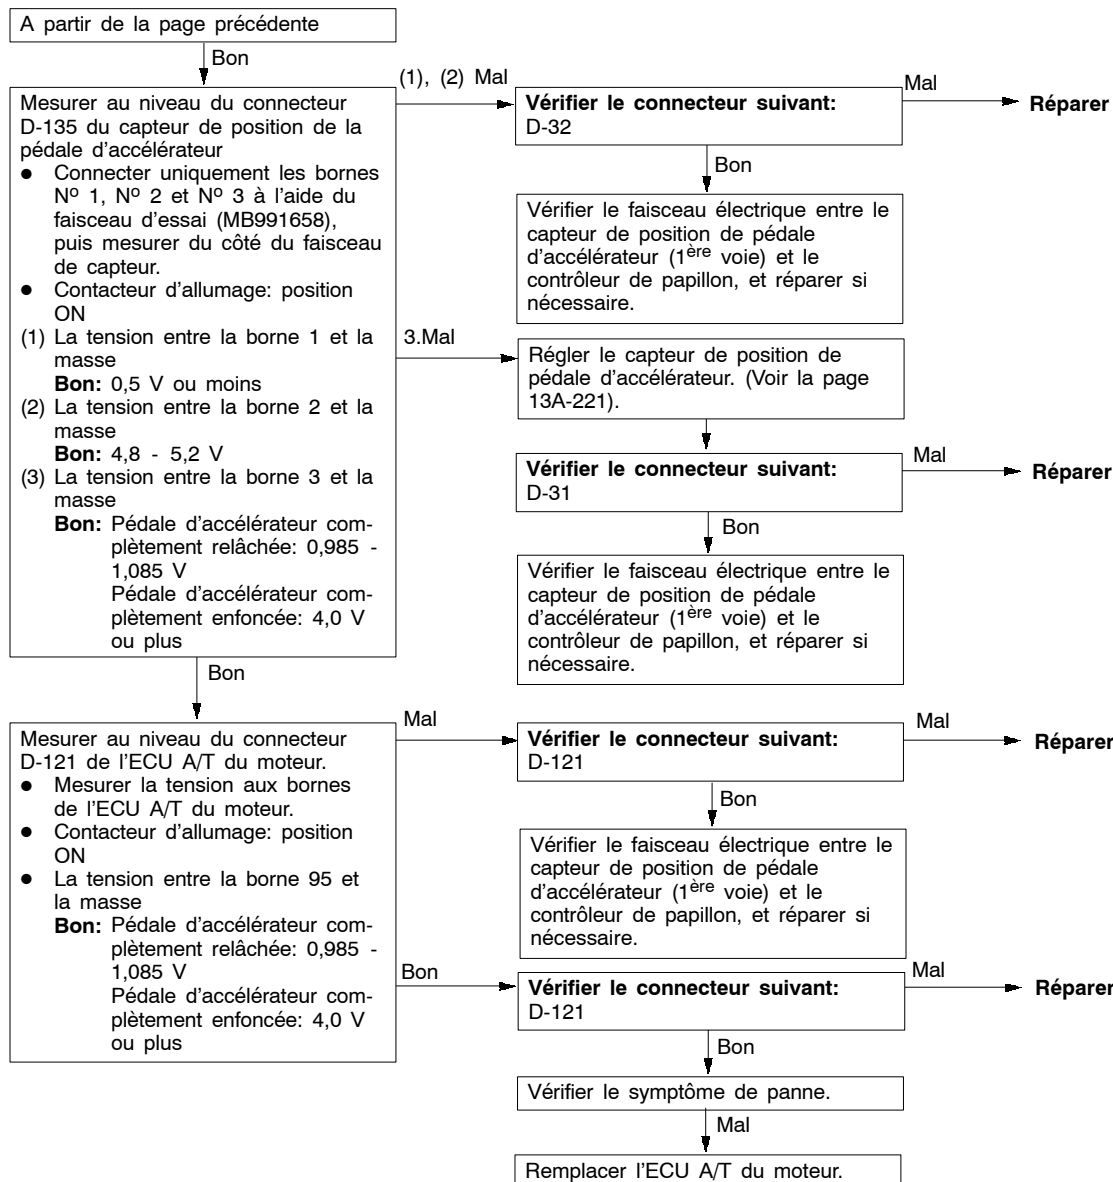 A partir de la page précédente
Bon
Mesurer au niveau du connecteur
D-135 du capteur de position de la
pédale d'accélérateur
● Connecter uniquement les bornes
Nº 1, Nº 2 et Nº 3 à l'aide du
faisceau d'essai (MB991658),
puis mesurer du côté du faisceau
de capteur.
● Contacteur d'allumage: position
ON
(1) La tension entre la borne 1 et la
masse
Bon: 0,5 V ou moins
(2) La tension entre la borne 2 et la
masse
Bon: 4,8 - 5,2 V
(3) La tension entre la borne 3 et la
masse
Bon: Pédale d'accélérateur com-
plètement relâchée: 0,985 -
1,085 V
Pédale d'accélérateur com-
plètement enfoncée: 4,0 V
ou plus
(1), (2) Mal
Vérifier le connecteur suivant:
D-32
Mal
Réparer
Bon
Vérifier le faisceau électrique entre le
capteur de position de pédale
d'accélérateur (1ère voie) et le
contrôleur de papillon, et réparer si
nécessaire.
3.Mal
Régler le capteur de position de
pédale d'accélérateur. (Voir la page
13A-221).
Vérifier le connecteur suivant:
D-31
Mal
Réparer
Bon
Vérifier le faisceau électrique entre le
capteur de position de pédale
d'accélérateur (1ère voie) et le
contrôleur de papillon, et réparer si
nécessaire.
Bon
Mesurer au niveau du connecteur
D-121 de l'ECU A/T du moteur.
● Mesurer la tension aux bornes
de l'ECU A/T du moteur.
● Contacteur d'allumage: position
ON
● La tension entre la borne 95 et
la masse
Bon: Pédale d'accélérateur com-
plètement relâchée: 0,985 -
1,085 V
Pédale d'accélérateur com-
plètement enfoncée: 4,0 V
ou plus
Mal
Vérifier le connecteur suivant:
D-121
Mal
Réparer
Bon
Vérifier le faisceau électrique entre le
capteur de position de pédale
d'accélérateur (1ère voie) et le
contrôleur de papillon, et réparer si
nécessaire.
Bon
Vérifier le connecteur suivant:
D-121
Mal
Réparer
Bon
Vérifier le symptôme de panne.
Mal
Remplacer l'ECU A/T du moteur.